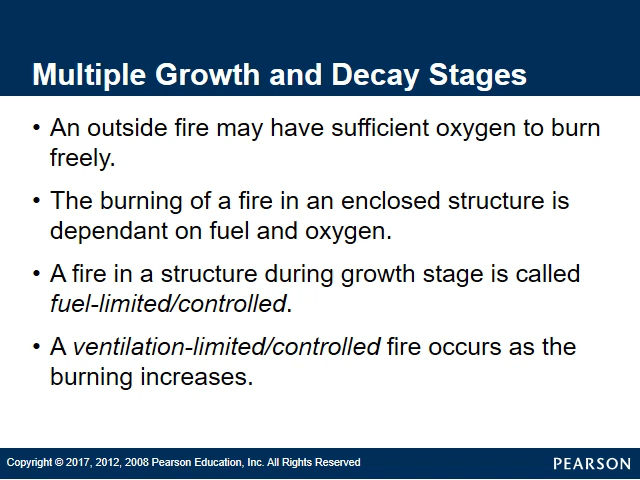 Multiple Growth and Decay Stages
• An outside fire may have sufficient oxygen to burn
freely.
• The burning of a fire in an enclosed structure is
dependant on fuel and oxygen.
• A fire in a structure during growth stage is called
fuel-limited/controlled.
• A ventilation-limited/controlled fire occurs as the
burning increases.
Copyright © 2017, 2012, 2008 Pearson Education, Inc. All Rights Reserved
PEARSON